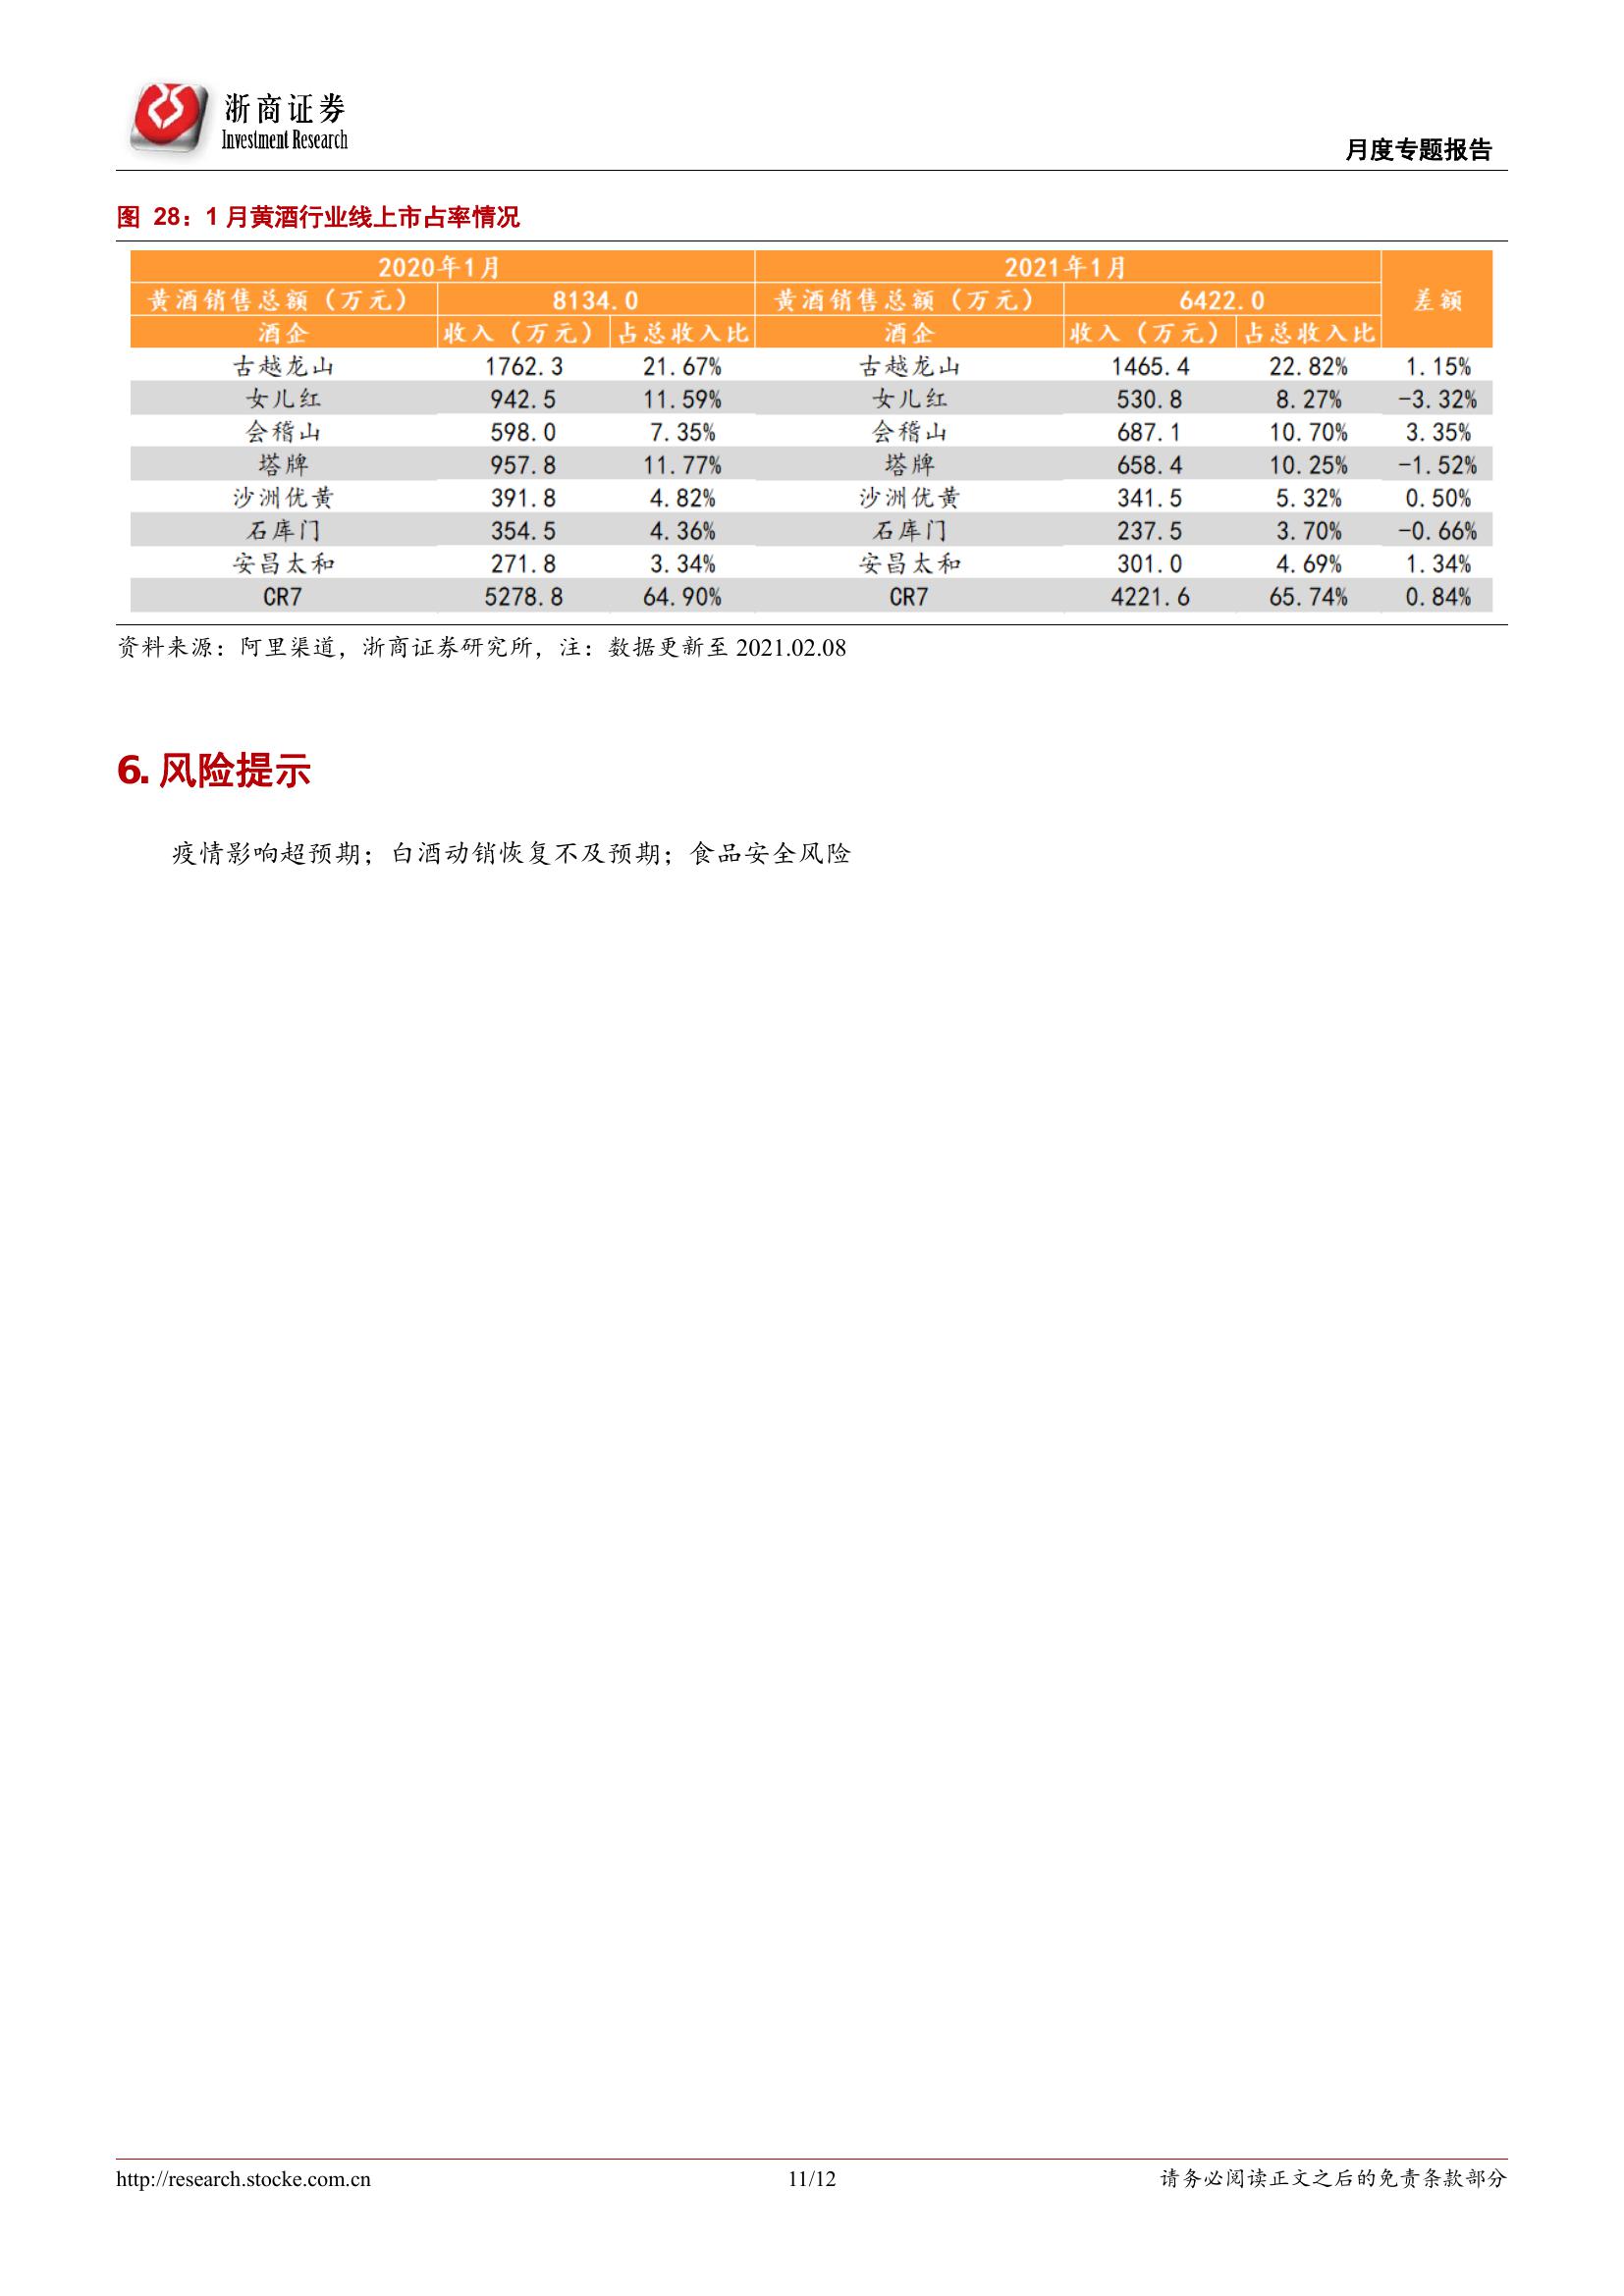 浙商证券
Investment Research
月度专题报告
图 28：1 月黄酒行业线上市占率情况
2020年1月 2021年1月 差额
黄酒销售总额（万元） 8134.0 黄酒销售总额（万元） 6422.0
酒企 收入（万元） 占总收入比 酒企 收入（万元） 占总收入比
古越龙山 1762.3 21.67% 古越龙山 1465.4 22.82% 1.15%
女儿红 942.5 11.59% 女儿红 530.8 8.27% -3.32%
会稽山 598.0 7.35% 会稽山 687.1 10.70% 3.35%
塔牌 957.8 11.77% 塔牌 658.4 10.25% -1.52%
沙洲优黄 391.8 4.82% 沙洲优黄 341.5 5.32% 0.50%
石库门 354.5 4.36% 石库门 237.5 3.70% -0.66%
安昌太和 271.8 3.34% 安昌太和 301.0 4.69% 1.34%
CR7 5278.8 64.90% CR7 4221.6 65.74% 0.84%
资料来源：阿里渠道，浙商证券研究所，注：数据更新至 2021.02.08
6. 风险提示
疫情影响超预期；白酒动销恢复不及预期；食品安全风险
http://research.stocke.com.cn 11/12 请务必阅读正文之后的免责条款部分